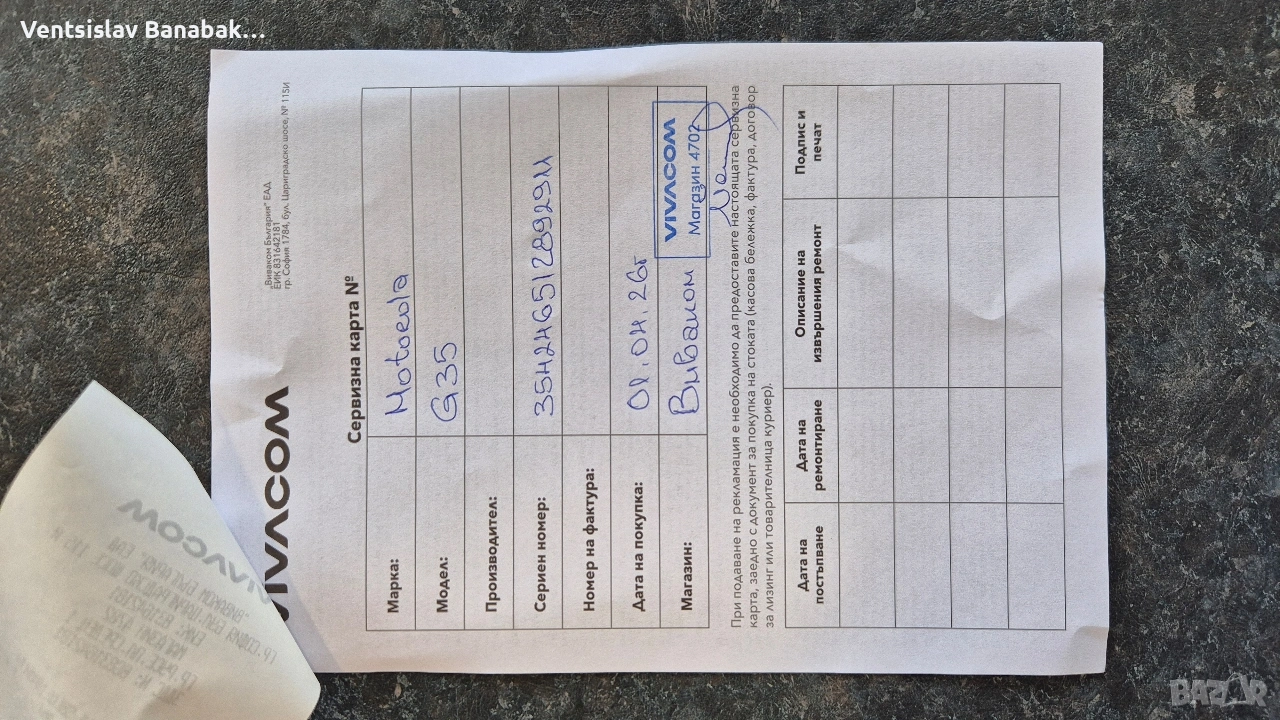 Ventsislav Banabak...
VIVACOM
„Виваком България“ ЕАД
ЕИК 831642181
гр. София 1784, бул. Цариградско шосе, № 115И
Сервизна карта №
Марка: Motorola
Модел: G35
Производител:
Сериен номер:
Номер на фактура:
Дата на покупка: 01.04.26г
Магазин: Виваком
VIVACOM
Магазин 4702
При подаване на рекламация е необходимо да предоставите настоящата сервизна
карта, заедно с документ за покупка на стоката (касова бележка, фактура, договор
за лизинг или товарителница куриер).
Дата на постъпване
Дата на ремонтиране
Описание на извършения ремонт
Подпис и печат
VIVACOM
BAZAR